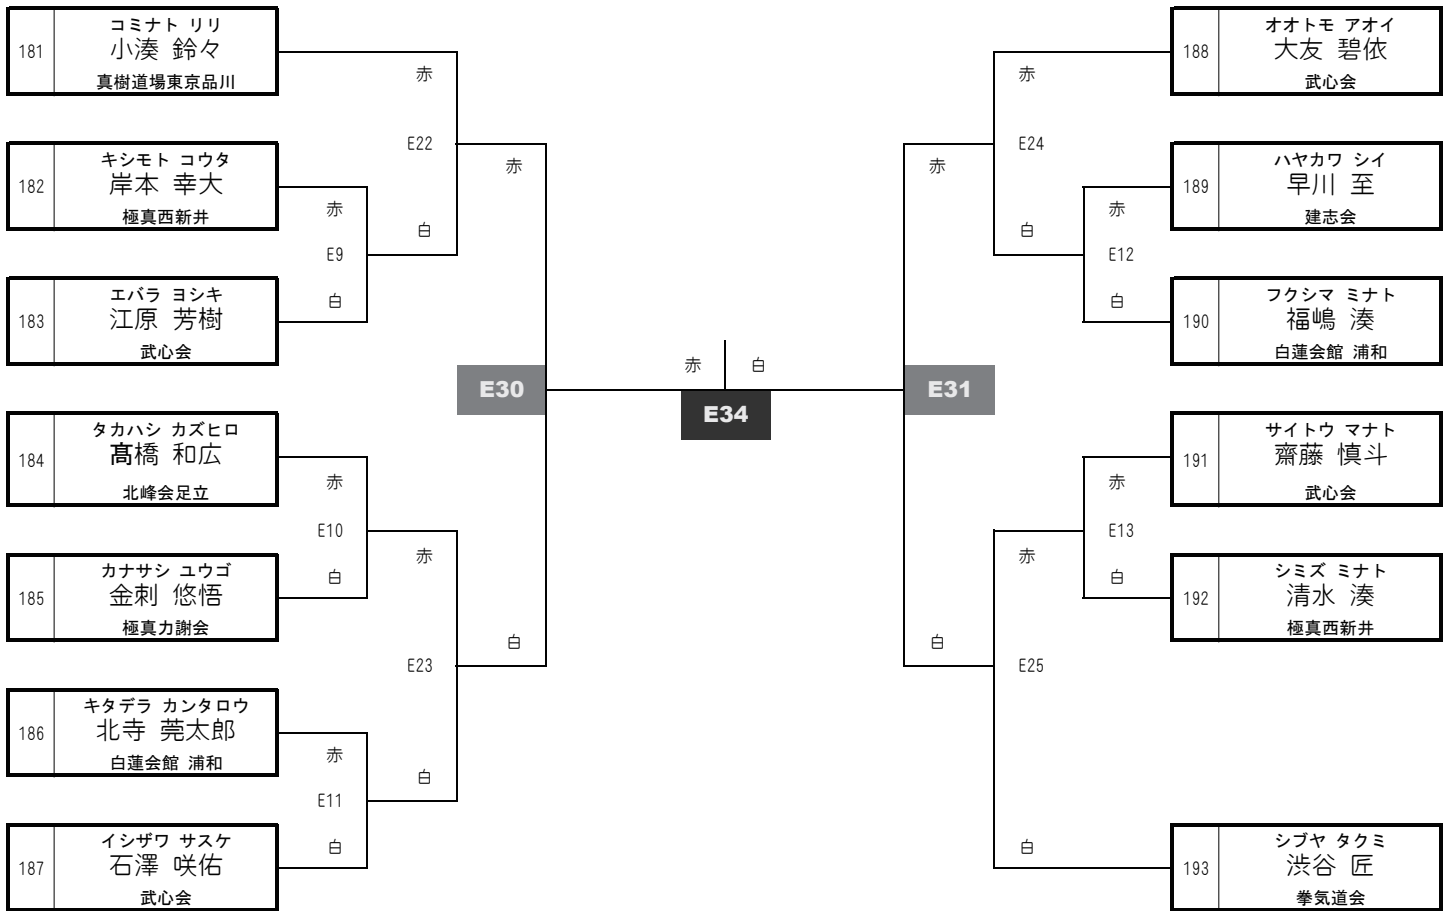 181
コミナト リリ
小湊 鈴々
真樹道場東京品川
182
キシモト コウタ
岸本 幸大
極真西新井
183
エバラ ヨシキ
江原 芳樹
武心会
184
タカハシ カズヒロ
髙橋 和広
北峰会足立
185
カナサシ ユウゴ
金刺 悠悟
極真力謝会
186
キタデラ カンタロウ
北寺 莞太郎
白蓮会館 浦和
187
イシザワ サスケ
石澤 咲佑
武心会
赤
E22
白
赤
E9
白
赤
E10
白
赤
E23
白
赤
E11
白
赤
E30
白
赤 白
E34
赤
E31
白
赤
E24
白
赤
E12
白
赤
E13
白
赤
E25
白
188
オオトモ アオイ
大友 碧依
武心会
189
ハヤカワ シイ
早川 至
建志会
190
フクシマ ミナト
福嶋 湊
白蓮会館 浦和
191
サイトウ マナト
齋藤 慎斗
武心会
192
シミズ ミナト
清水 湊
極真西新井
193
シブヤ タクミ
渋谷 匠
拳気道会